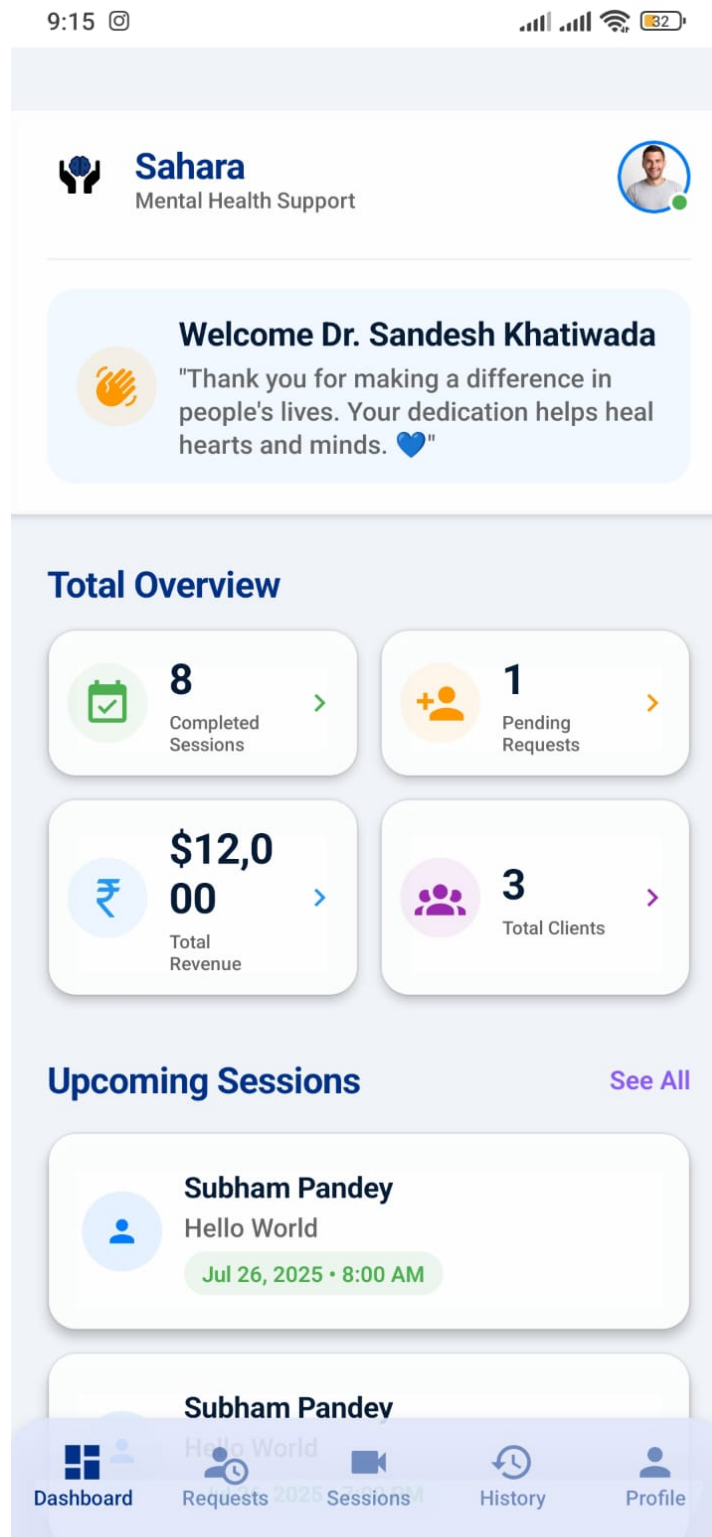 9:15
32
Sahara
Mental Health Support
Welcome Dr. Sandesh Khatiwada
"Thank you for making a difference in
people's lives. Your dedication helps heal
hearts and minds. 💙"
Total Overview
8
Completed
Sessions
1
Pending
Requests
₹
$12,0
00
Total
Revenue
3
Total Clients
Upcoming Sessions
See All
Subham Pandey
Hello World
Jul 26, 2025 • 8:00 AM
Subham Pandey
Hello World
2025
Dashboard
Requests
Sessions
History
Profile